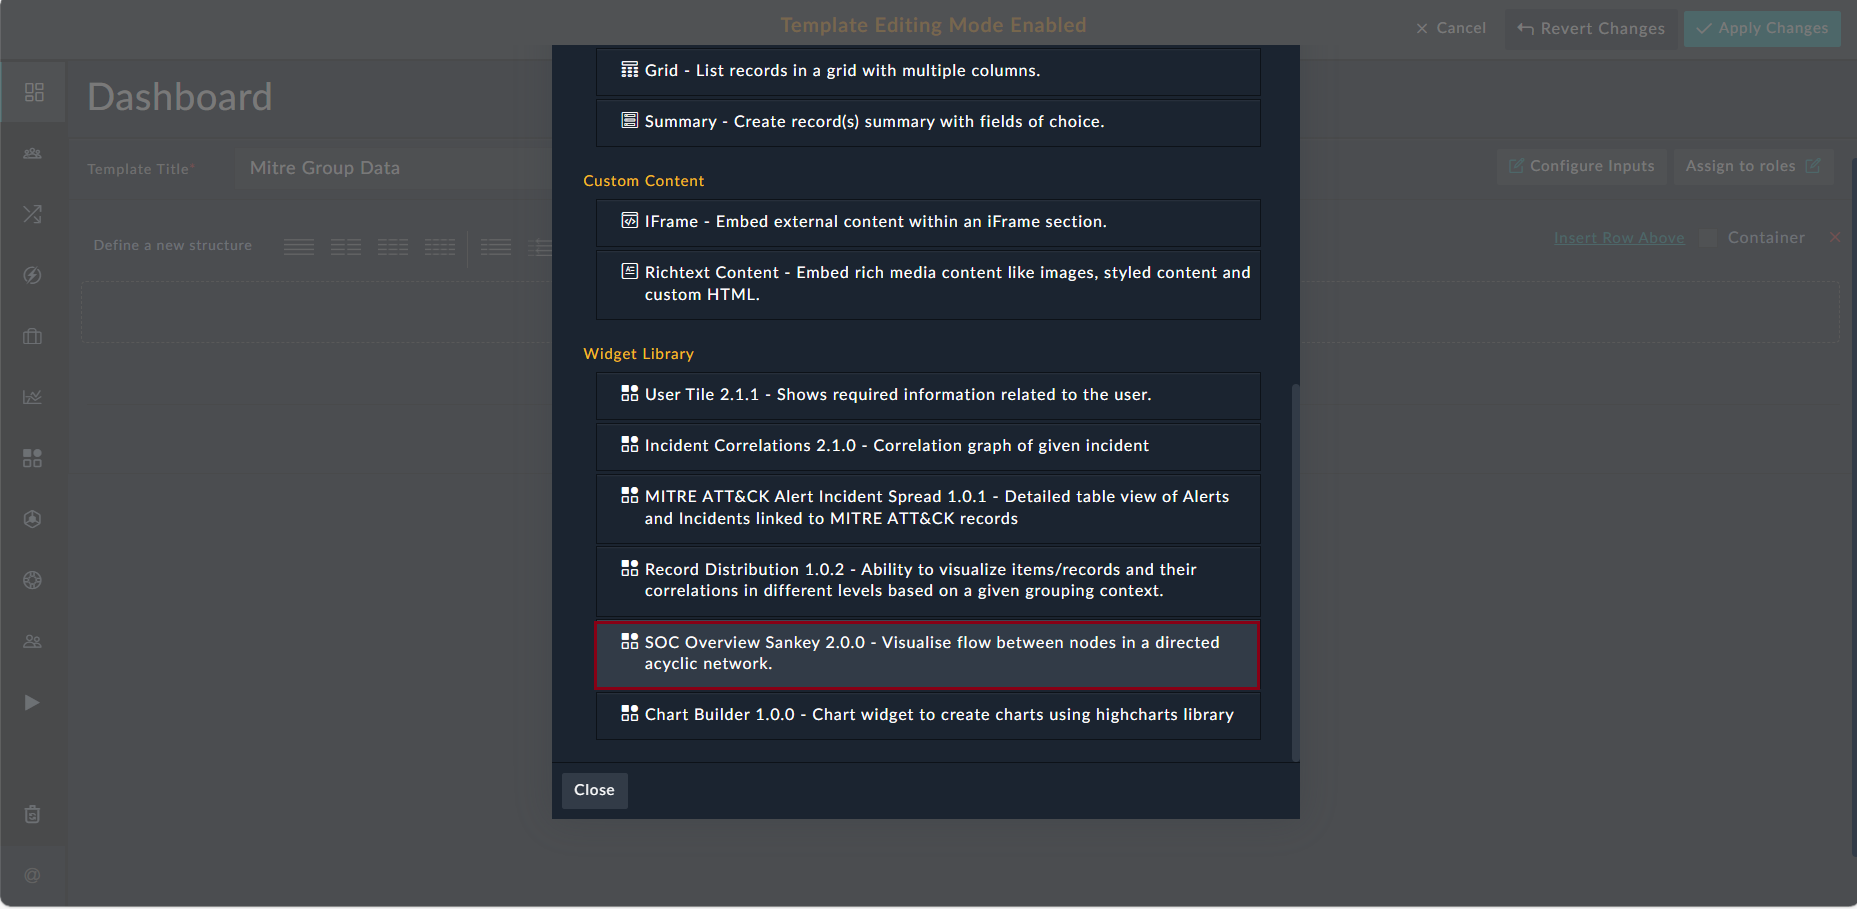 Template Editing Mode Enabled
Cancel
Revert Changes
Apply Changes
Dashboard
Template Title*
Mitre Group Data
Configure Inputs
Assign to roles
Define a new structure
Insert Row Above
Container
Grid - List records in a grid with multiple columns.
Summary - Create record(s) summary with fields of choice.
Custom Content
IFrame - Embed external content within an iFrame section.
Richtext Content - Embed rich media content like images, styled content and
custom HTML.
Widget Library
User Tile 2.1.1 - Shows required information related to the user.
Incident Correlations 2.1.0 - Correlation graph of given incident
MITRE ATT&CK Alert Incident Spread 1.0.1 - Detailed table view of Alerts
and Incidents linked to MITRE ATT&CK records
Record Distribution 1.0.2 - Ability to visualize items/records and their
correlations in different levels based on a given grouping context.
SOC Overview Sankey 2.0.0 - Visualise flow between nodes in a directed
acyclic network.
Chart Builder 1.0.0 - Chart widget to create charts using highcharts library
Close